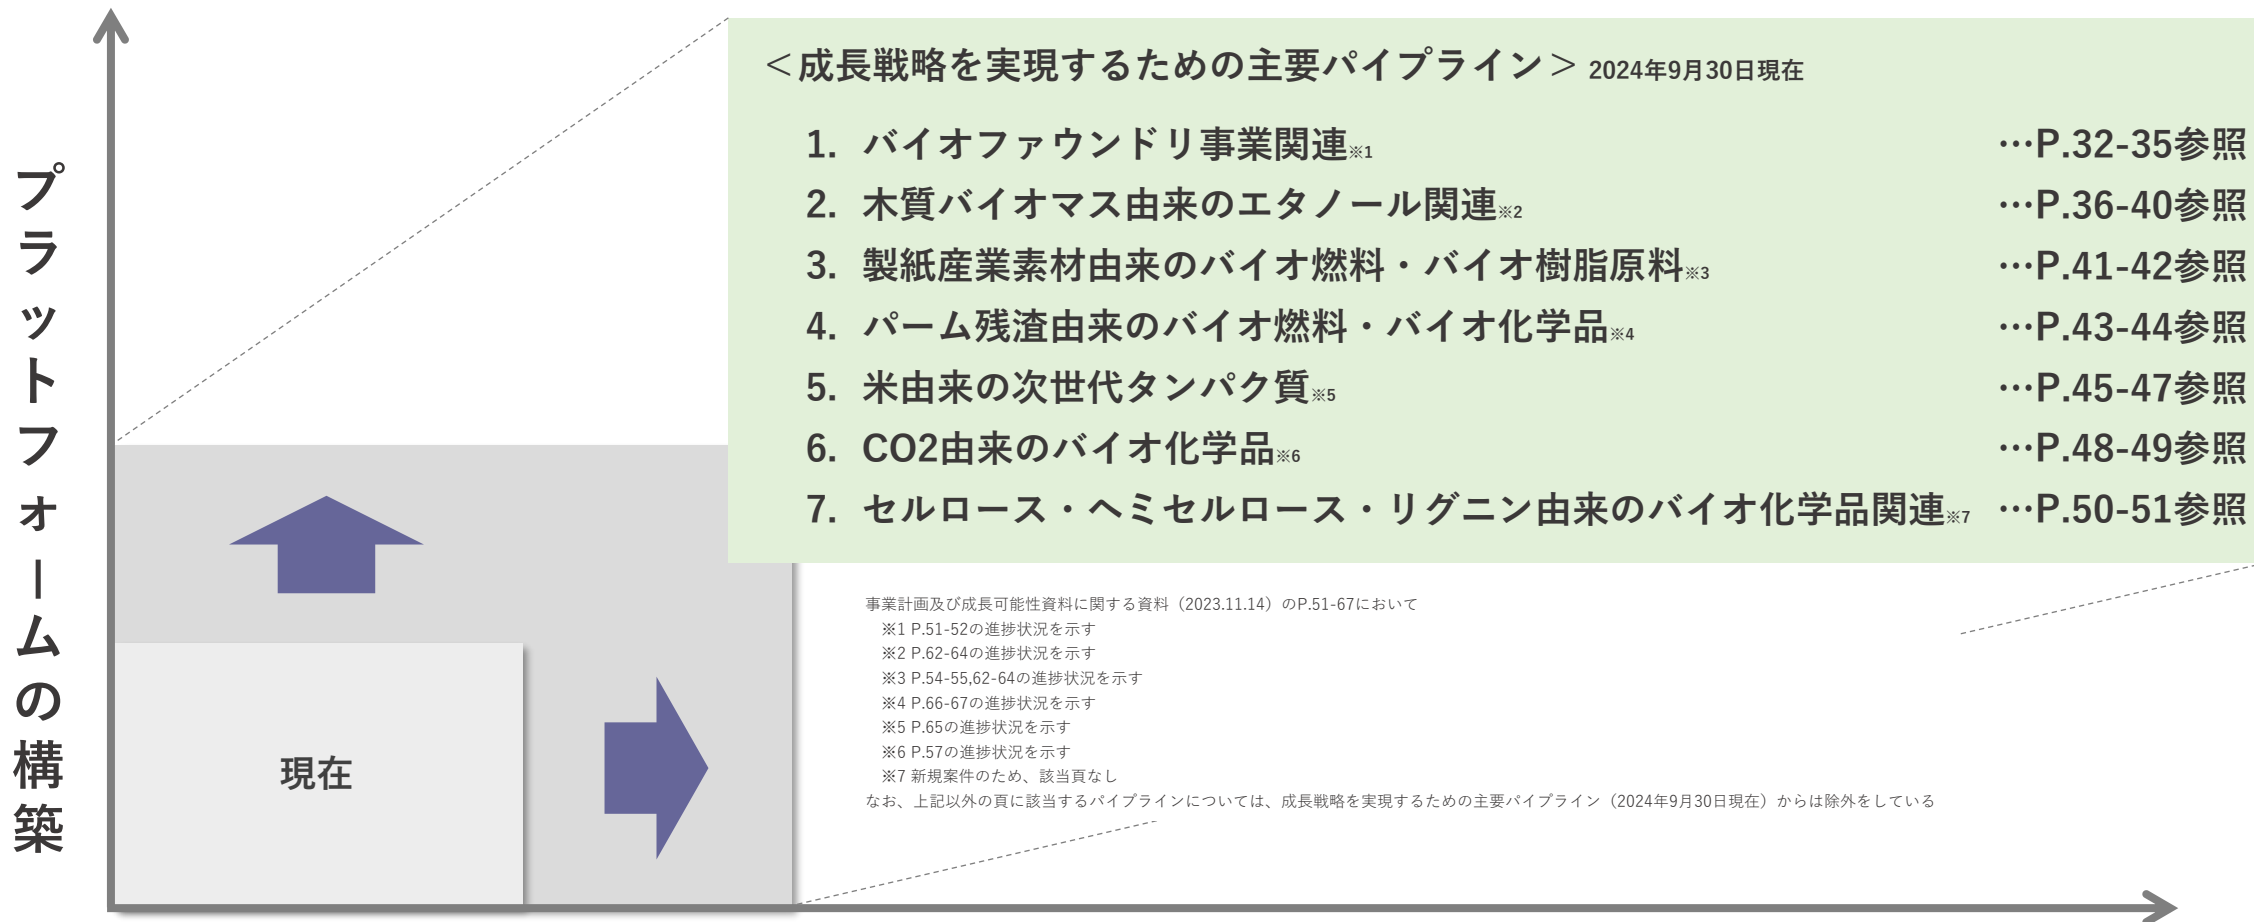 プラットフォームの構築
＜成長戦略を実現するための主要パイプライン＞ 2024年9月30日現在
1. バイオファウンドリ事業関連※1 …P.32-35参照
2. 木質バイオマス由来のエタノール関連※2 …P.36-40参照
3. 製紙産業素材由来のバイオ燃料・バイオ樹脂原料※3 …P.41-42参照
4. パーム残渣由来のバイオ燃料・バイオ化学品※4 …P.43-44参照
5. 米由来の次世代タンパク質※5 …P.45-47参照
6. CO2由来のバイオ化学品※6 …P.48-49参照
7. セルロース・ヘミセルロース・リグニン由来のバイオ化学品関連※7 …P.50-51参照
事業計画及び成長可能性資料に関する資料（2023.11.14）のP.51-67において
※1 P.51-52の進捗状況を示す
※2 P.62-64の進捗状況を示す
※3 P.54-55,62-64の進捗状況を示す
※4 P.66-67の進捗状況を示す
※5 P.65の進捗状況を示す
※6 P.57の進捗状況を示す
※7 新規案件のため、該当頁なし
なお、上記以外の頁に該当するパイプラインについては、成長戦略を実現するための主要パイプライン（2024年9月30日現在）からは除外をしている
現在